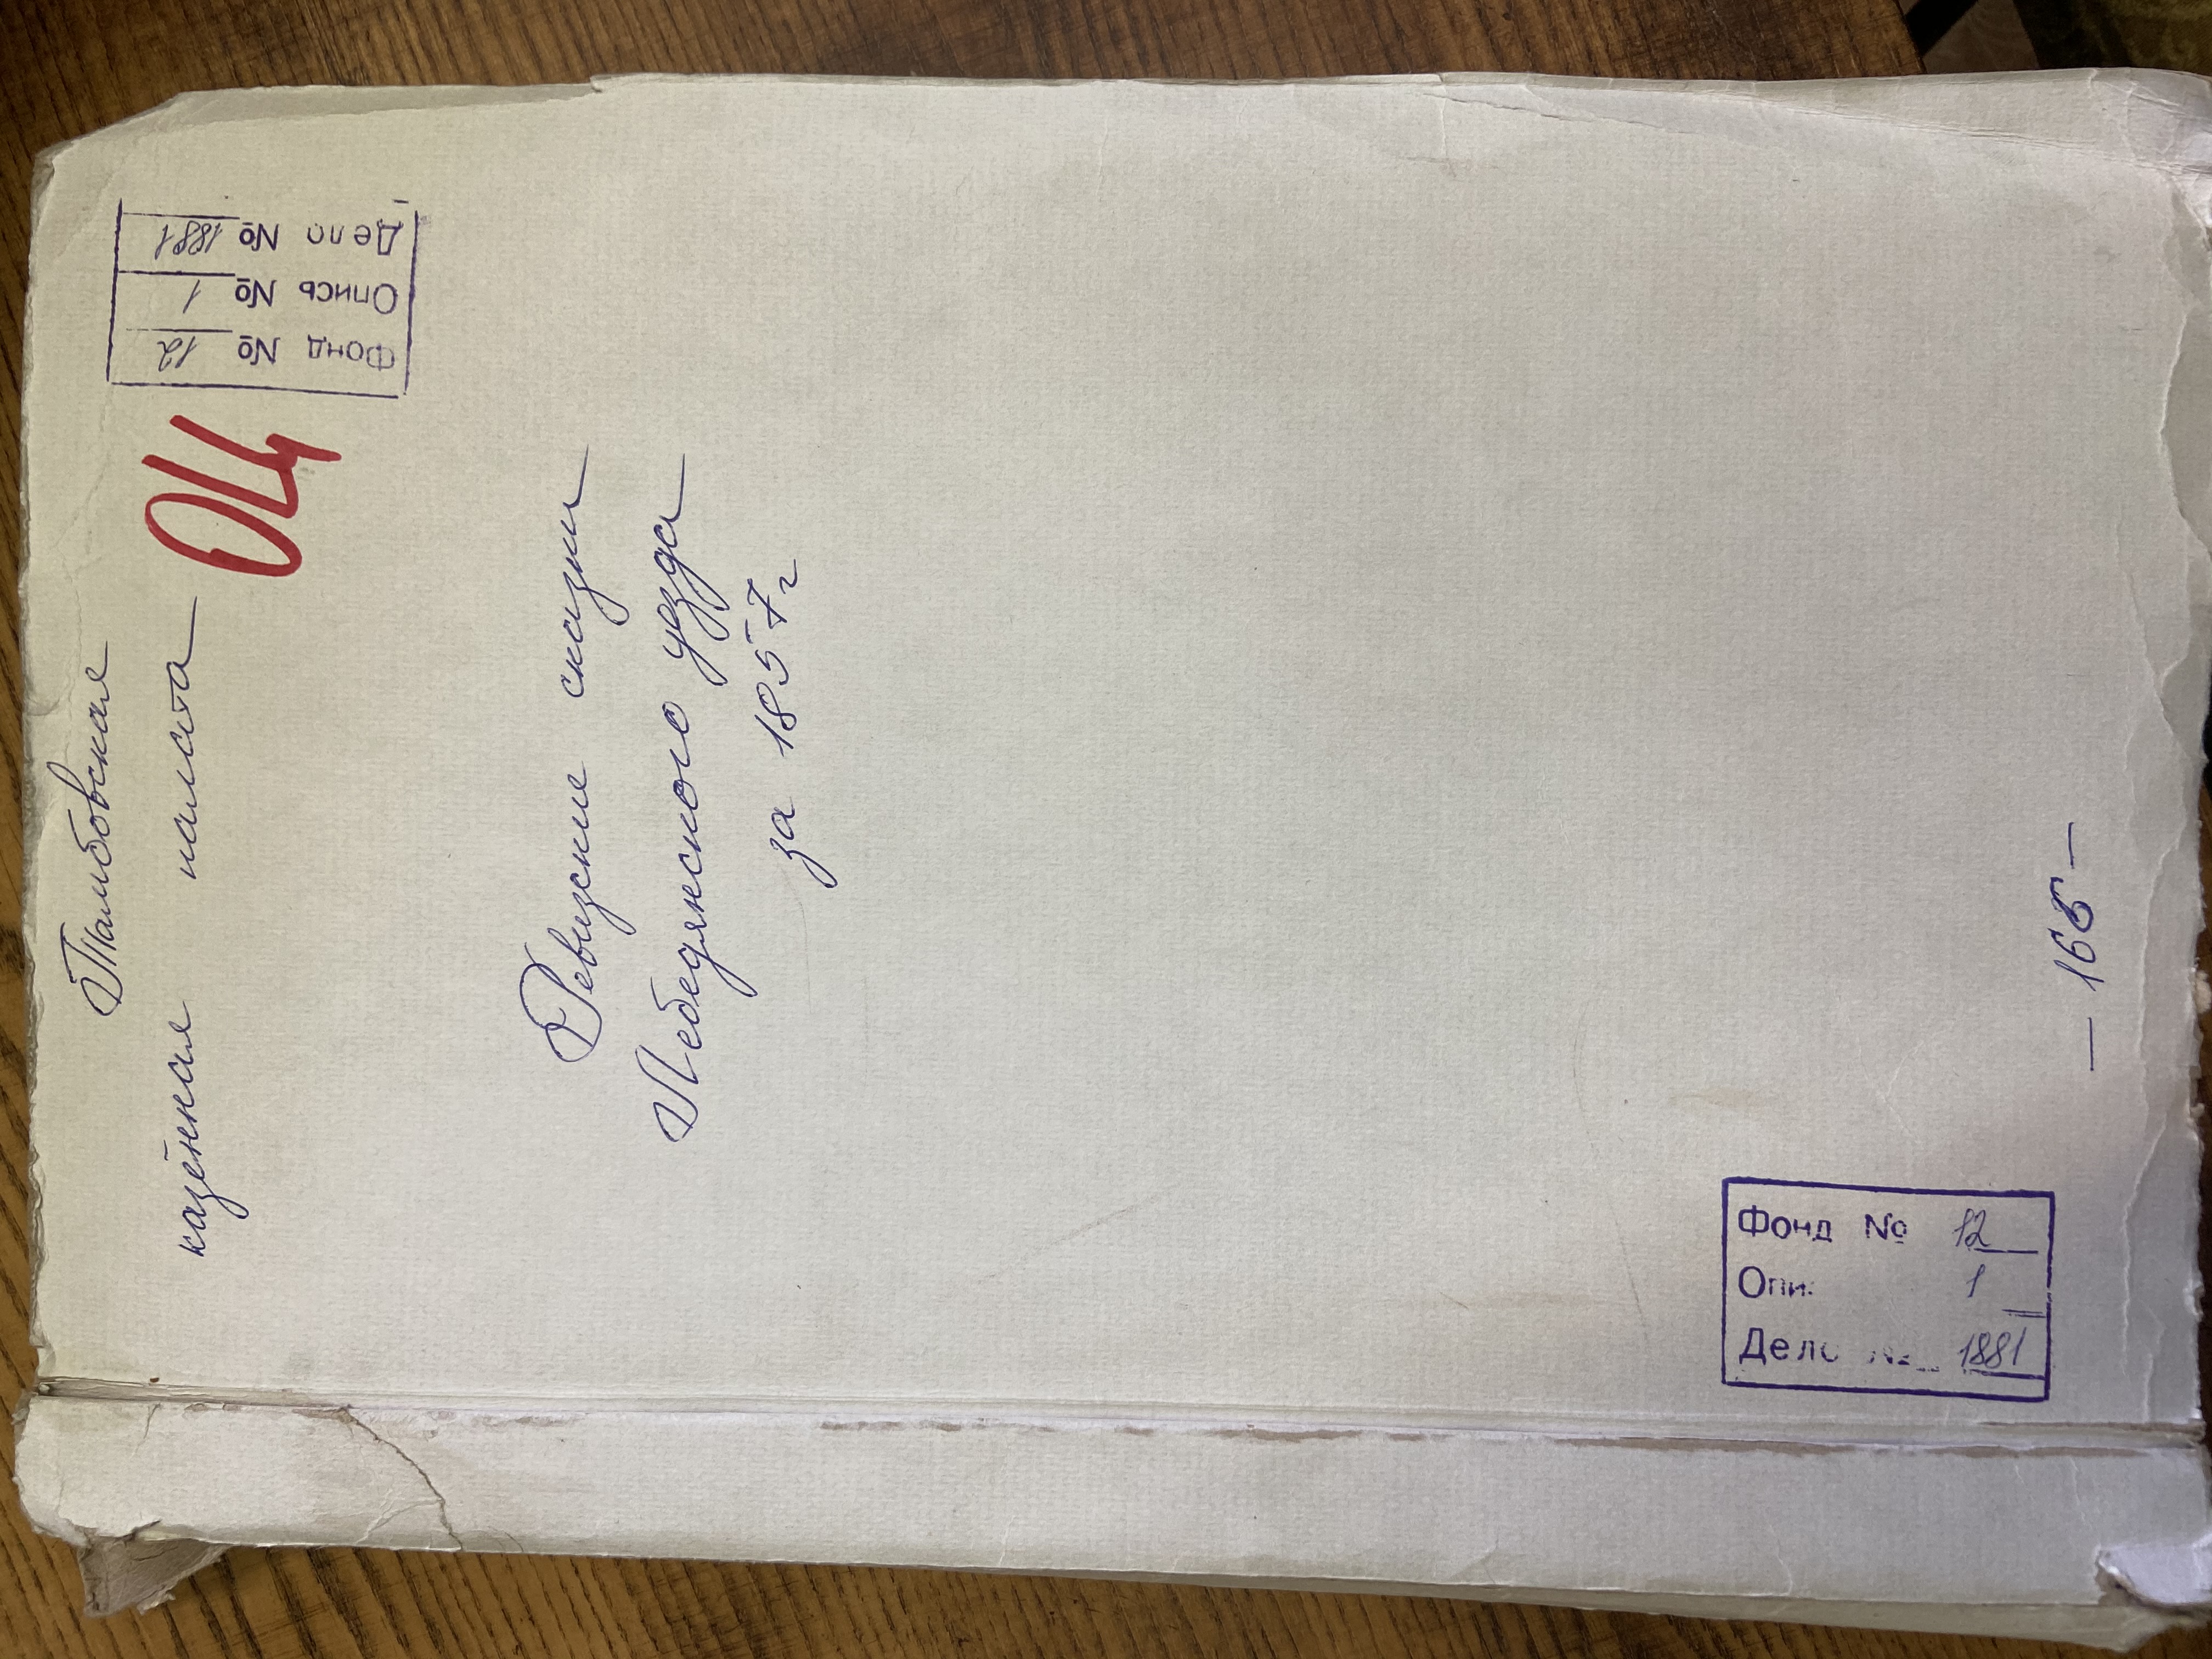 Тамбовская
казённая палата
ОЦ
Фонд № 12
Опись № 1
Дело № 1881
Ревизские сказки
Лебедянского уезда
за 1857 г
Фонд № 12
Опи. 1
Дело № 1881